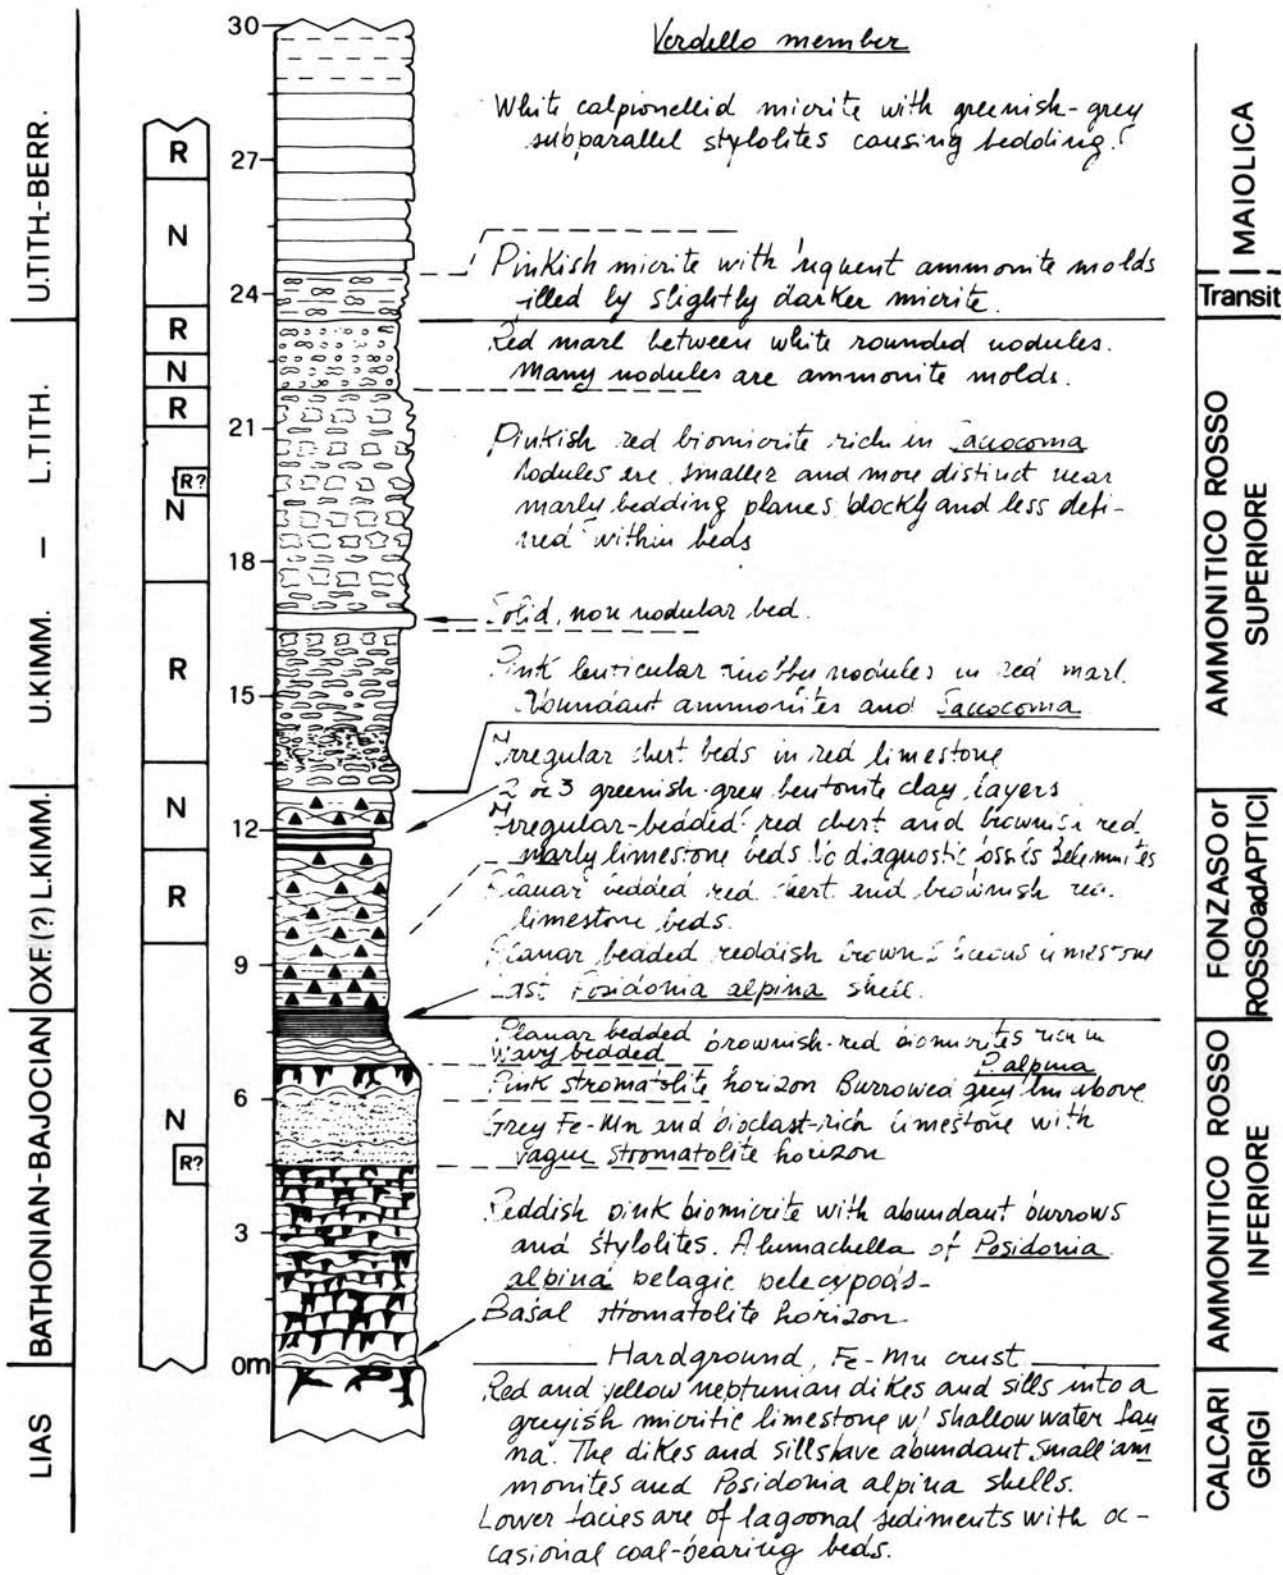 30
27
24
21
18
15
12
9
6
3
0m
U.TITH.-BERR.
U.KIMM. — L.TITH.
OXF.(?) L.KIMM.
BATHONIAN-BAJOCIAN
LIAS
R
N
R
N
R
R?
N
R
N
R
N
R?
Verdello member
White calpionellid micrite with greenish-grey
subparallel stylolites causing bedding.
Pinkish micrite with ammonite molds
illed by slightly darker micrite.
Red marl between white rounded nodules.
Many nodules are ammonite molds.
Pinkish red biomicrite rich in Saccocoma
Nodules are smaller and more distinct near
marly bedding planes blocky and less defi-
ned within beds
Solid, non nodular bed.
Pink lenticular knobby nodules in red marl.
Abundant ammonites and Saccocoma
Irregular chert beds in red limestone
2 or 3 greenish-grey bentonite clay layers
Irregular-bedded red chert and brownish red
marly limestone beds No diagnostic ossis Belemnites
Planar bedded red chert and brownish red
limestone beds.
Planar bedded reddish brown limestone
Last Posidonia alpina shell.
Planar bedded
Wavy bedded brownish-red biomicrites rich in
P. alpina
Pink stromatolite horizon Burrowed grey lm above
Grey Fe-Mn and bioclast-rich limestone with
vague stromatolite horizon
Reddish pink biomicrite with abundant burrows
and stylolites. A lumachella of Posidonia
alpina pelagic pelecypods-
Basal stromatolite horizon.
Hardground, Fe-Mn crust
Red and yellow neptunian dikes and sills into a
greyish micritic limestone w/ shallow water fau
na. The dikes and sills have abundant small am
monites and Posidonia alpina shells.
Lower facies are of lagoonal sediments with oc-
casional coal-bearing beds.
MAIOLICA
Transit
AMMONITICO ROSSO
SUPERIORE
FONZASO or
ROSSOadAPTICI
AMMONITICO ROSSO
INFERIORE
CALCARI
GRIGI